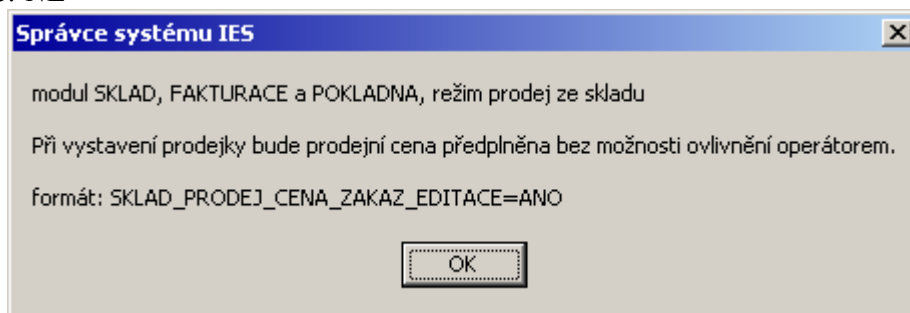 Správce systému IES
modul SKLAD, FAKTURACE a POKLADNA, režim prodej ze skladu
Při vystavení prodejky bude prodejní cena předplněna bez možnosti ovlivnění operátorem.
formát: SKLAD_PRODEJ_CENA_ZAKAZ_EDITACE=ANO
OK